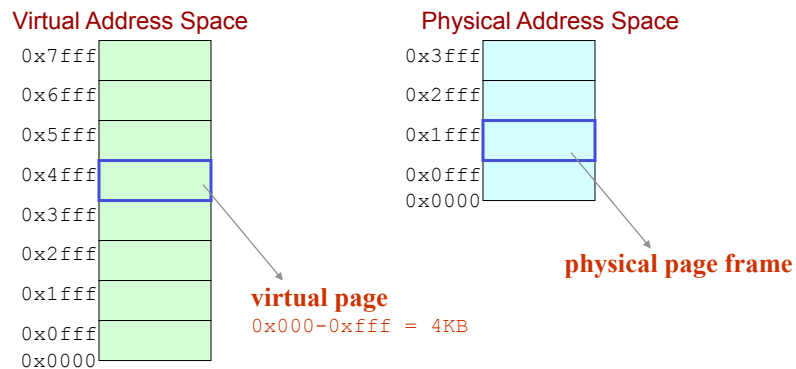 Virtual Address Space
0x7fff
0x6fff
0x5fff
0x4fff
0x3fff
0x2fff
0x1fff
0x0fff
0x0000
virtual page
0x000-0xfff = 4KB
Physical Address Space
0x3fff
0x2fff
0x1fff
0x0fff
0x0000
physical page frame